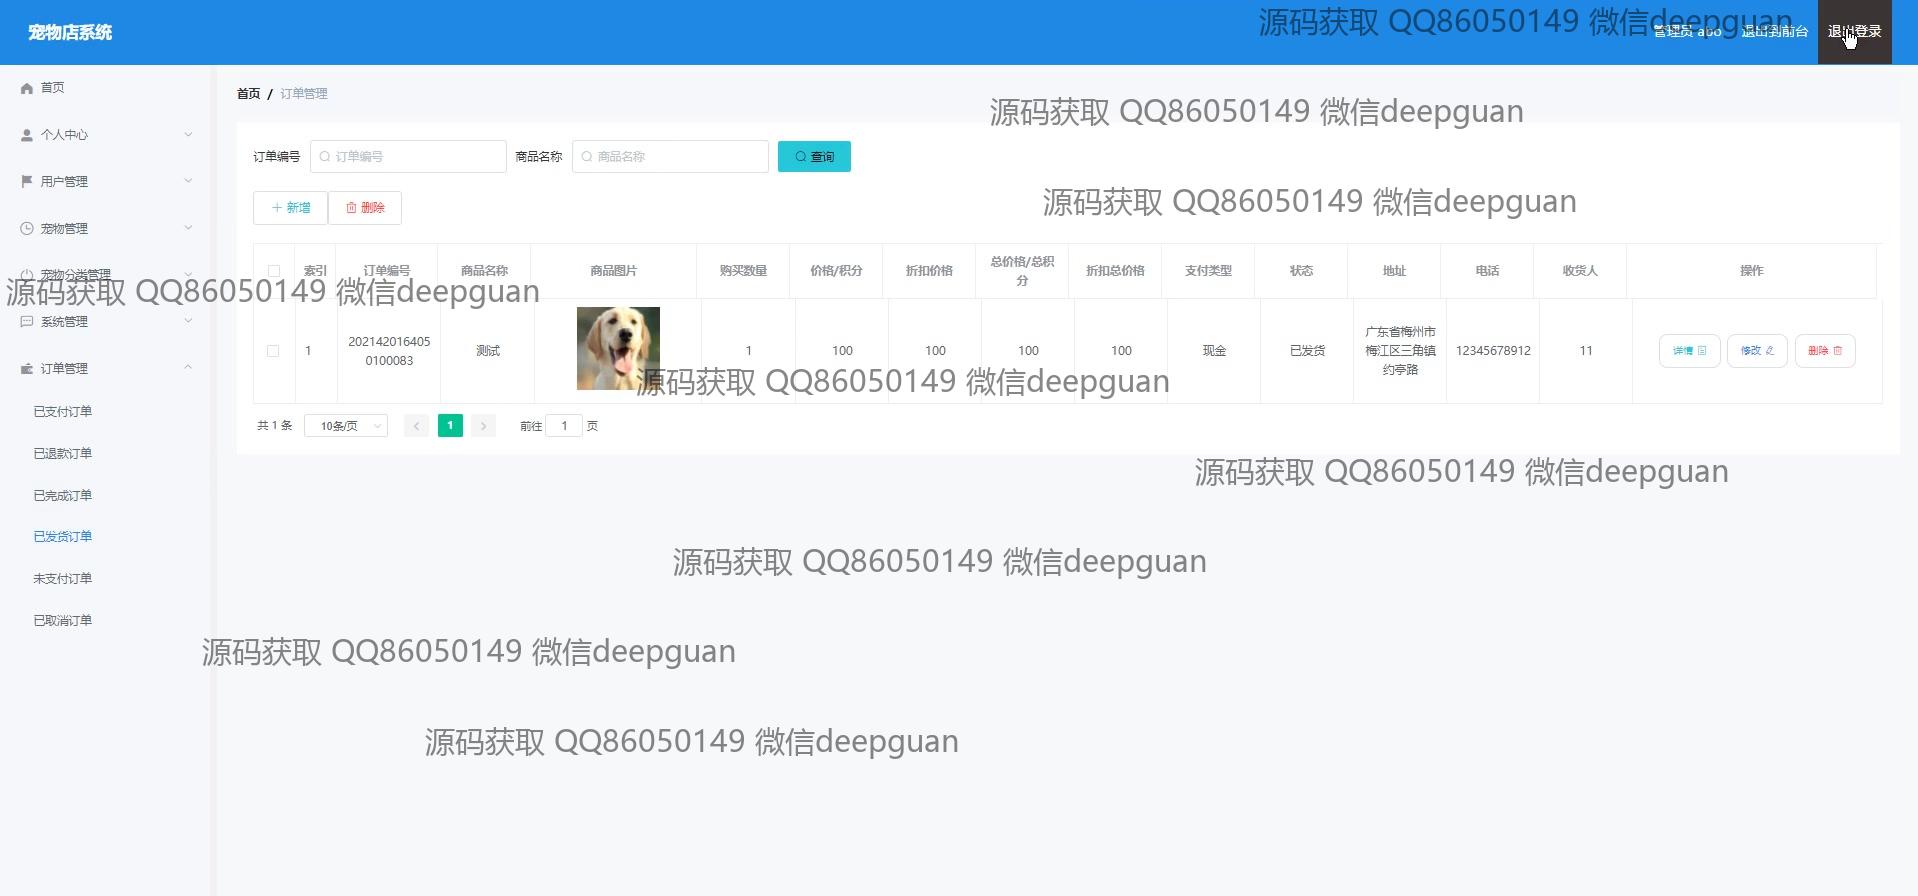 宠物店系统
源码获取 QQ86050149 微信deepguan
管理员 abo 退出到前台 退出登录
首页
个人中心
用户管理
宠物管理
宠物分类管理
系统管理
订单管理
已支付订单
已退款订单
已完成订单
已发货订单
未支付订单
已取消订单
首页 / 订单管理
源码获取 QQ86050149 微信deepguan
订单编号 订单编号 商品名称 商品名称 查询
源码获取 QQ86050149 微信deepguan
新增 删除
索引 订单编号 商品名称 商品图片 购买数量 价格/积分 折扣价格 总价格/总积分 折扣总价格 支付类型 状态 地址 电话 收货人 操作
源码获取 QQ86050149 微信deepguan
1 2021420164050100083 测试 1 100 100 100 100 现金 已发货 广东省梅州市梅江区三角镇约亭路 12345678912 11 详情 修改 删除
源码获取 QQ86050149 微信deepguan
共 1 条 10条/页 1 前往 1 页
源码获取 QQ86050149 微信deepguan
源码获取 QQ86050149 微信deepguan
源码获取 QQ86050149 微信deepguan
源码获取 QQ86050149 微信deepguan